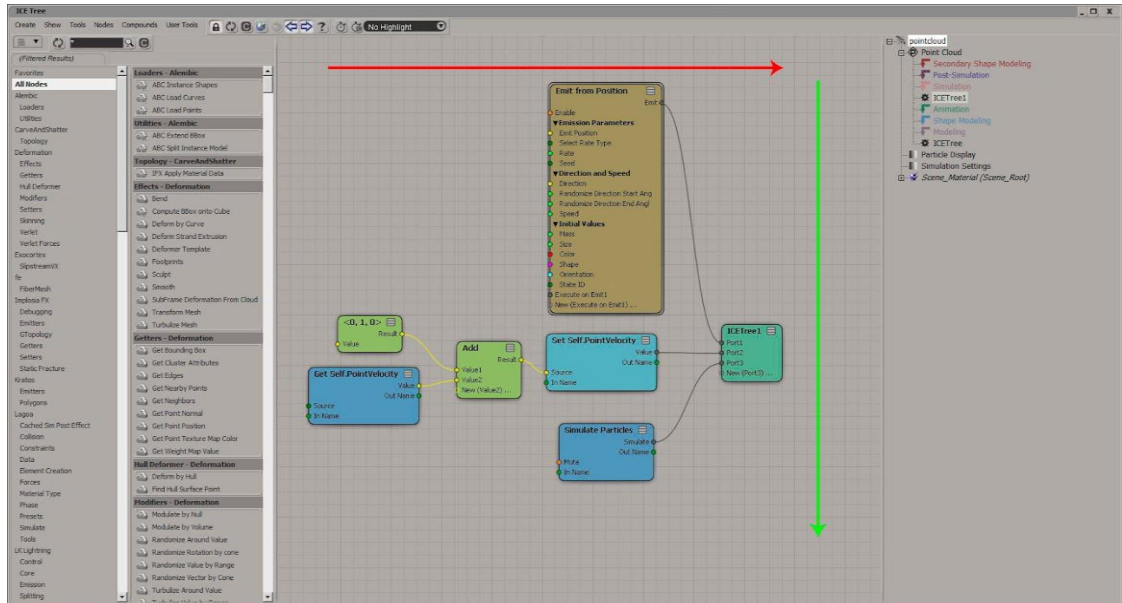 ICE Tree
Create Show Tools Nodes Compounds User Tools
No Highlight
(Filtered Results)
Favorites
All Nodes
Alembic
Loaders
Utilities
CarveAndShatter
Topology
Deformation
Effects
Getters
Hull Deformer
Modifiers
Setters
Skinning
Verlet
Verlet Forces
Exocortex
SlipstreamVX
fe
FiberMesh
Implosia FX
Debugging
Emitters
GTopology
Getters
Setters
Static Fracture
Kratos
Emitters
Polygons
Lagoa
Cached Sim Post Effect
Collision
Constraints
Data
Element Creation
Forces
Material Type
Phase
Presets
Simulate
Tools
LK Lightning
Control
Core
Emission
Splitting
Loaders - Alembic
ABC Instance Shapes
ABC Load Curves
ABC Load Points
Utilities - Alembic
ABC Extend BBox
ABC Split Instance Model
Topology - CarveAndShatter
IFX Apply Material Data
Effects - Deformation
Bend
Compute BBox onto Cube
Deform by Curve
Deform Strand Extrusion
Deformer Template
Footprints
Sculpt
Smooth
SubFrame Deformation From Cloud
Transform Mesh
Turbulize Mesh
Getters - Deformation
Get Bounding Box
Get Cluster Attributes
Get Edges
Get Nearby Points
Get Neighbors
Get Point Normal
Get Point Position
Get Point Texture Map Color
Get Weight Map Value
Hull Deformer - Deformation
Deform by Hull
Find Hull Surface Point
Modifiers - Deformation
Modulate by Null
Modulate by Volume
Randomize Around Value
Randomize Rotation by cone
Randomize Value by Range
Randomize Vector by Cone
Turbulize Around Value
Emit from Position
Emit
Enable
▼Emission Parameters
Emit Position
Select Rate Type
Rate
Seed
▼Direction and Speed
Direction
Randomize Direction Start Ang
Randomize Direction End Angl
Speed
▼Initial Values
Mass
Size
Color
Shape
Orientation
State ID
Execute on Emit1
New (Execute on Emit1) ...
<0, 1, 0>
Result
Value
Get Self.PointVelocity
Value
Out Name
Source
In Name
Add
Result
Value1
Value2
New (Value2) ...
Set Self.PointVelocity
Value
Out Name
Source
In Name
Simulate Particles
Simulate
Out Name
Mute
In Name
ICETree1
Port1
Port2
Port3
New (Port3) ...
pointcloud
Point Cloud
Secondary Shape Modeling
Post-Simulation
Simulation
ICETree1
Animation
Shape Modeling
Modeling
ICETree
Particle Display
Simulation Settings
Scene_Material (Scene_Root)